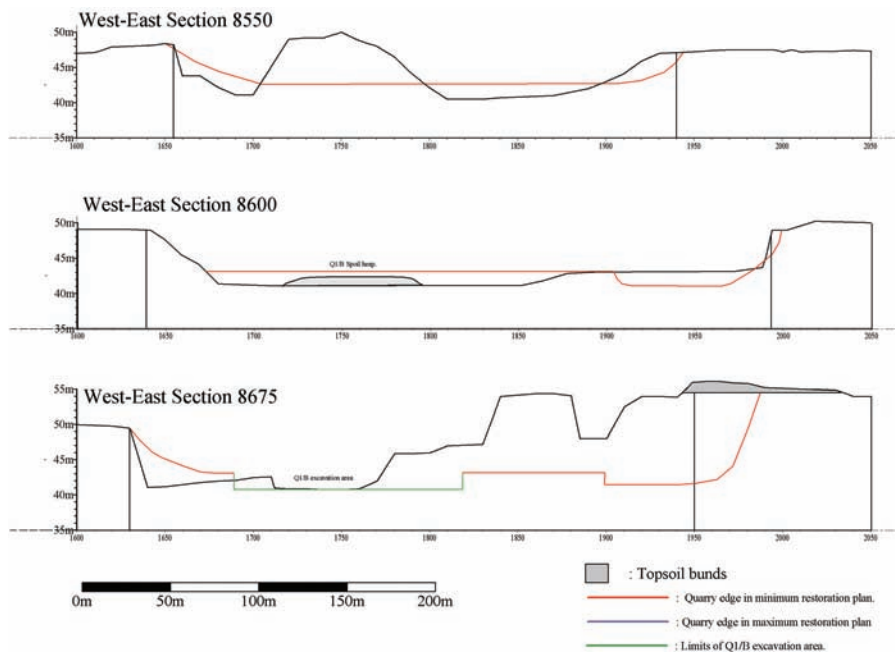 West-East Section 8550
50m
45m
40m
35m
1600 1650 1700 1750 1800 1850 1900 1950 2000 2050
West-East Section 8600
50m
Q1/B Spoil heap.
45m
40m
35m
1600 1650 1700 1750 1800 1850 1900 1950 2000 2050
55m
West-East Section 8675
50m
45m
Q1/B excavation area
40m
35m
1600 1650 1700 1750 1800 1850 1900 1950 2000 2050
0m 50m 100m 150m 200m
: Topsoil bunds
: Quarry edge in minimum restoration plan.
: Quarry edge in maximum restoration plan
: Limits of Q1/B excavation area.